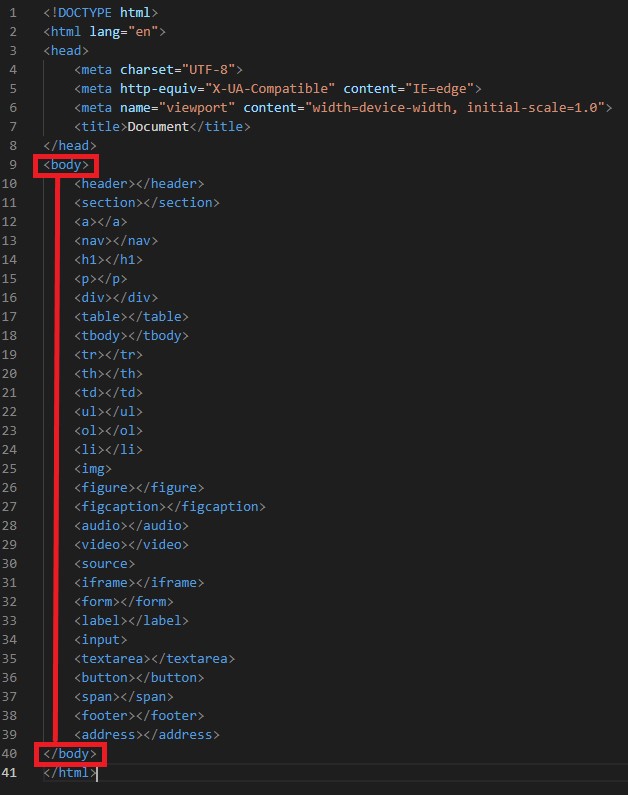 1 <!DOCTYPE html>
2 <html lang="en">
3 <head>
4     <meta charset="UTF-8">
5     <meta http-equiv="X-UA-Compatible" content="IE=edge">
6     <meta name="viewport" content="width=device-width, initial-scale=1.0">
7     <title>Document</title>
8 </head>
9 <body>
10     <header></header>
11     <section></section>
12     <a></a>
13     <nav></nav>
14     <h1></h1>
15     <p></p>
16     <div></div>
17     <table></table>
18     <tbody></tbody>
19     <tr></tr>
20     <th></th>
21     <td></td>
22     <ul></ul>
23     <ol></ol>
24     <li></li>
25     <img>
26     <figure></figure>
27     <figcaption></figcaption>
28     <audio></audio>
29     <video></video>
30     <source>
31     <iframe></iframe>
32     <form></form>
33     <label></label>
34     <input>
35     <textarea></textarea>
36     <button></button>
37     <span></span>
38     <footer></footer>
39     <address></address>
40 </body>
41 </html>